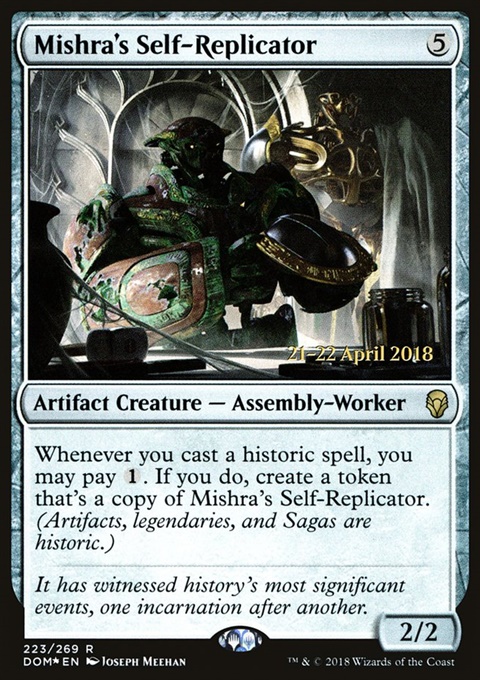 Mishra's Self-Replicator 5
21–22 April 2018
Artifact Creature — Assembly-Worker
Whenever you cast a historic spell, you
may pay 1. If you do, create a token
that's a copy of Mishra's Self-Replicator.
(Artifacts, legendaries, and Sagas are
historic.)
It has witnessed history's most significant
events, one incarnation after another.
2/2
223/269 R
DOM★EN Joseph Meehan
™ & © 2018 Wizards of the Coast